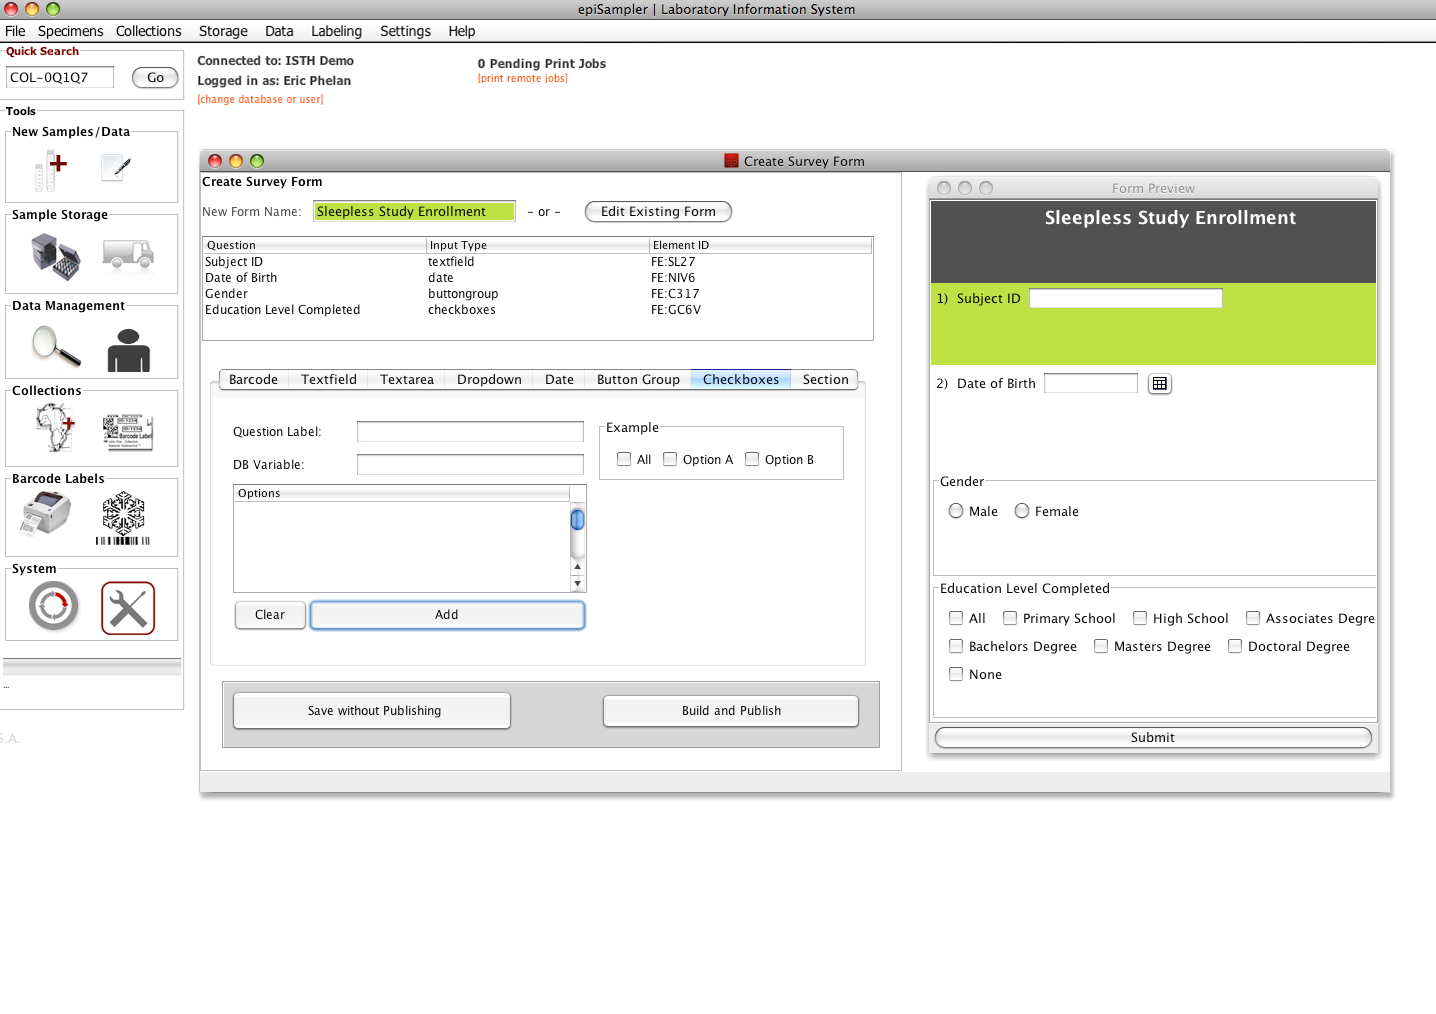 epiSampler | Laboratory Information System
File Specimens Collections Storage Data Labeling Settings Help
Quick Search
COL-0Q1Q7 Go
Connected to: ISTH Demo
Logged in as: Eric Phelan
[change database or user]
0 Pending Print Jobs
[print remote jobs]
Tools
New Samples/Data
Sample Storage
Data Management
Collections
Barcode Label
Barcode Labels
System
...
S.A.
Create Survey Form
Create Survey Form
New Form Name: Sleepless Study Enrollment - or - Edit Existing Form
Question Input Type Element ID
Subject ID textfield FE:SL27
Date of Birth date FE:NIV6
Gender buttongroup FE:C317
Education Level Completed checkboxes FE:GC6V
Barcode Textfield Textarea Dropdown Date Button Group Checkboxes Section
Question Label:
DB Variable:
Options
Clear Add
Example
All Option A Option B
Save without Publishing Build and Publish
Form Preview
Sleepless Study Enrollment
1) Subject ID
2) Date of Birth
Gender
Male Female
Education Level Completed
All Primary School High School Associates Degre
Bachelors Degree Masters Degree Doctoral Degree
None
Submit